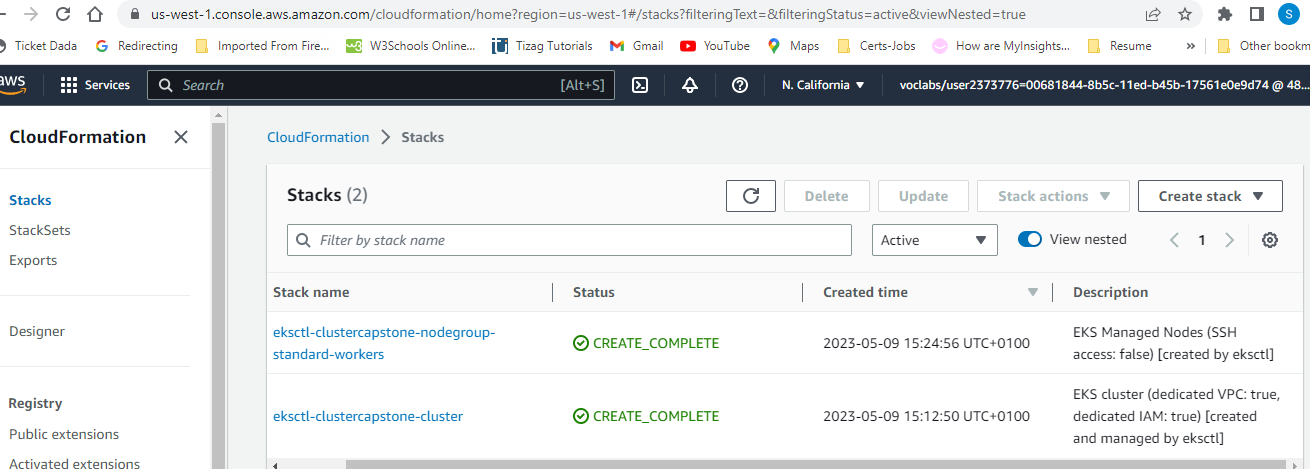 us-west-1.console.aws.amazon.com/cloudformation/home?region=us-west-1#/stacks?filteringText=&filteringStatus=active&viewNested=true
S
Ticket Dada
Redirecting
Imported From Fire...
W3Schools Online...
Tizag Tutorials
Gmail
YouTube
Maps
Certs-Jobs
How are MyInsights...
Resume
»
Other bookm
aws
Services
Search
[Alt+S]
N. California
voclabs/user2373776=00681844-8b5c-11ed-b45b-17561e0e9d74 @ 48...
CloudFormation
Stacks
StackSets
Exports
Designer
Registry
Public extensions
Activated extensions
CloudFormation > Stacks
Stacks (2)
Delete
Update
Stack actions
Create stack
Filter by stack name
Active
View nested
1
Stack name
Status
Created time
Description
eksctl-clustercapstone-nodegroup-
standard-workers
CREATE_COMPLETE
2023-05-09 15:24:56 UTC+0100
EKS Managed Nodes (SSH
access: false) [created by eksctl]
eksctl-clustercapstone-cluster
CREATE_COMPLETE
2023-05-09 15:12:50 UTC+0100
EKS cluster (dedicated VPC: true,
dedicated IAM: true) [created
and managed by eksctl]